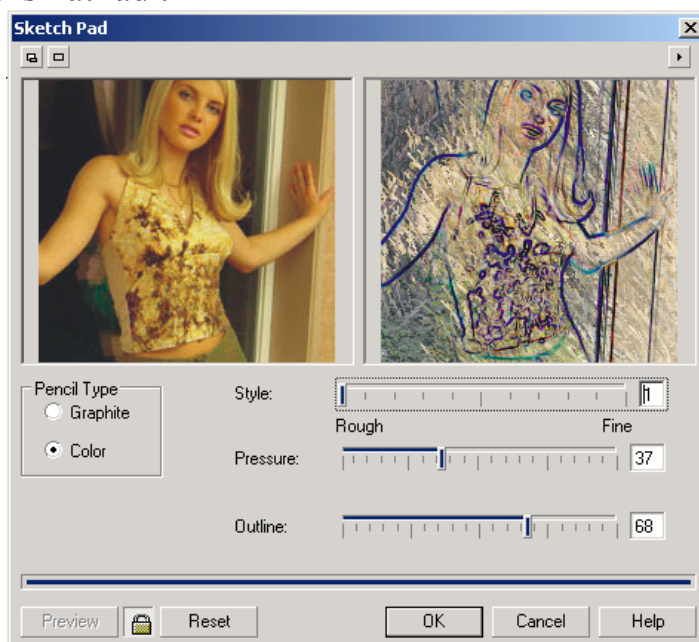 Sketch Pad
Pencil Type
Graphite
Color
Style:
1
Rough
Fine
Pressure:
37
Outline:
68
Preview
Reset
OK
Cancel
Help